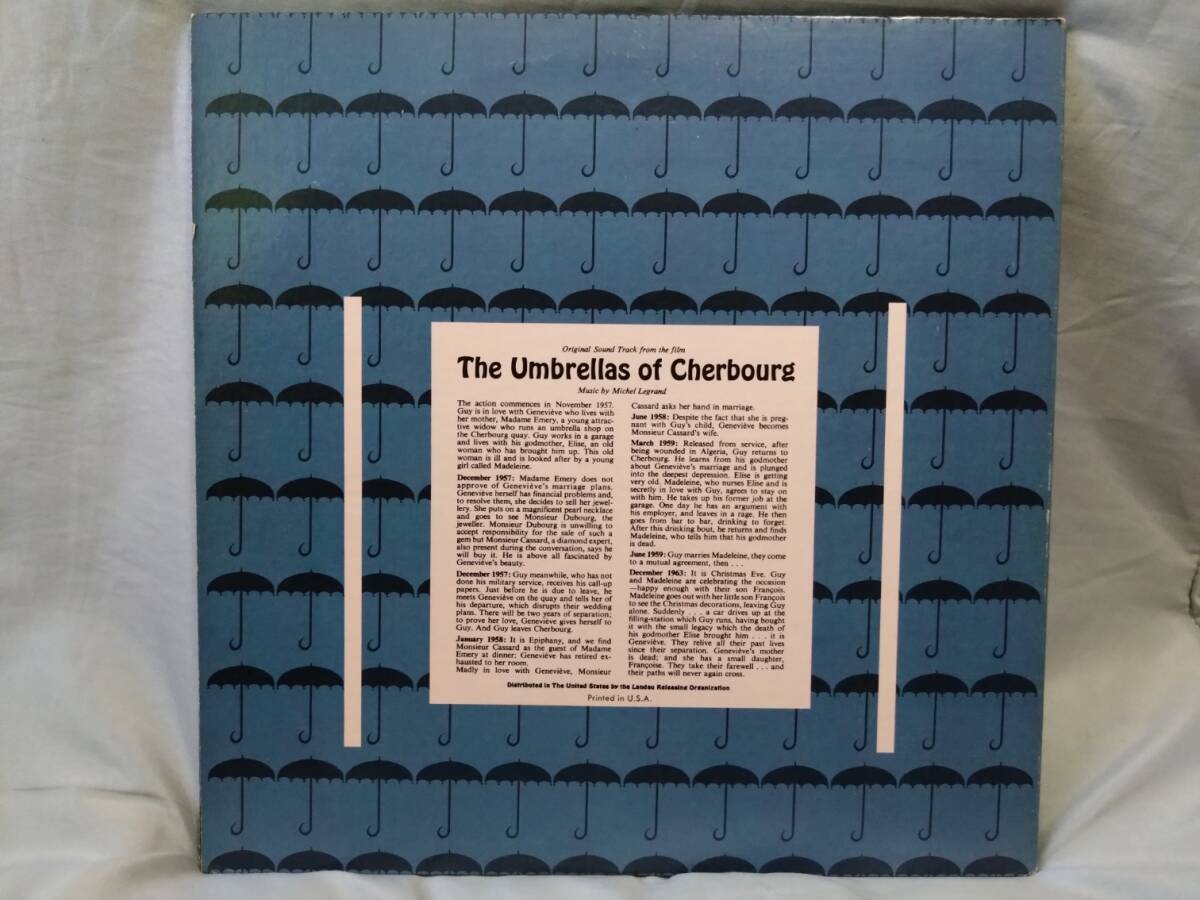 Original Sound Track from the film
The Umbrellas of Cherbourg
Music by Michel Legrand
The action commences in November 1957.
Guy is in love with Geneviève who lives with
her mother, Madame Emery, a young attrac-
tive widow who runs an umbrella shop on
the Cherbourg quay. Guy works in a garage
and lives with his godmother, Elise, an old
woman who has brought him up. This old
woman is ill and is looked after by a young
girl called Madeleine.
December 1957: Madame Emery does not
approve of Geneviève's marriage plans.
Geneviève herself has financial problems and,
to resolve them, she decides to sell her jewel-
lery. She puts on a magnificent pearl necklace
and goes to see Monsieur Dubourg, the
jeweller. Monsieur Dubourg is unwilling to
accept responsibility for the sale of such a
gem but Monsieur Cassard, a diamond expert,
also present during the conversation, says he
will buy it. He is above all fascinated by
Geneviève's beauty.
December 1957: Guy meanwhile, who has not
done his military service, receives his call-up
papers. Just before he is due to leave, he
meets Geneviève on the quay and tells her of
his departure, which disrupts their wedding
plans. There will be two years of separation;
to prove her love, Geneviève gives herself to
Guy. And Guy leaves Cherbourg.
January 1958: It is Epiphany, and we find
Monsieur Cassard as the guest of Madame
Emery at dinner; Geneviève has retired ex-
hausted to her room.
Madly in love with Geneviève, Monsieur
Cassard asks her hand in marriage.
June 1958: Despite the fact that she is preg-
nant with Guy's child, Geneviève becomes
Monsieur Cassard's wife.
March 1959: Released from service, after
being wounded in Algeria, Guy returns to
Cherbourg. He learns from his godmother
about Geneviève's marriage and is plunged
into the deepest depression. Elise is getting
very old. Madeleine, who nurses Elise and is
secretly in love with Guy, agrees to stay on
with him. He takes up his former job at the
garage. One day he has an argument with
his employer, and leaves in a rage. He then
goes from bar to bar, drinking to forget.
After this drinking bout, he returns and finds
Madeleine, who tells him that his godmother
is dead.
June 1959: Guy marries Madeleine, they come
to a mutual agreement, then . . .
December 1963: It is Christmas Eve. Guy
and Madeleine are celebrating the occasion
—happy enough with their son François.
Madeleine goes out with her little son François
to see the Christmas decorations, leaving Guy
alone. Suddenly . . . a car drives up at the
filling-station which Guy runs, having bought
it with the small legacy which the death of
his godmother Elise brought him . . . it is
Geneviève. They relive all their past lives
since their separation. Geneviève's mother
is dead; and she has a small daughter,
Françoise. They take their farewell . . . and
their paths will never again cross.
Distributed in The United States by the Landau Releasing Organization
Printed in U.S.A.